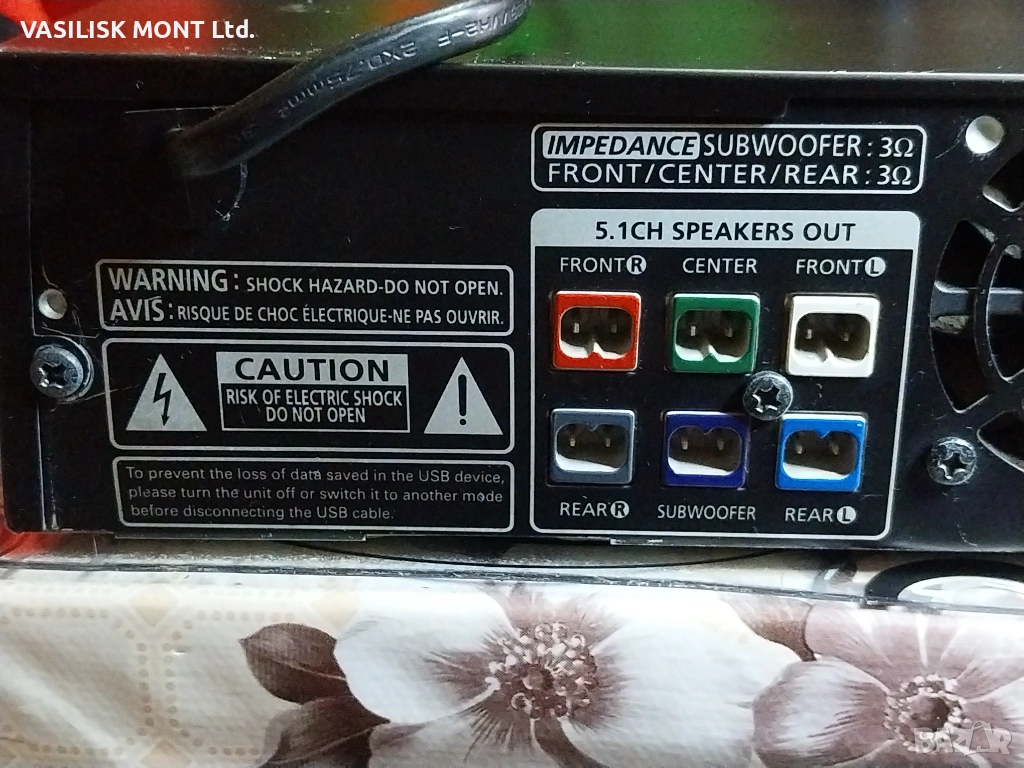 VASILISK MONT Ltd.
2X0.75mm²
IMPEDANCE SUBWOOFER : 3Ω
FRONT/CENTER/REAR : 3Ω
5.1CH SPEAKERS OUT
FRONT R CENTER FRONT L
REAR R SUBWOOFER REAR L
WARNING : SHOCK HAZARD-DO NOT OPEN.
AVIS : RISQUE DE CHOC ÉLECTRIQUE-NE PAS OUVRIR.
CAUTION
RISK OF ELECTRIC SHOCK
DO NOT OPEN
To prevent the loss of data saved in the USB device,
please turn the unit off or switch it to another mode
before disconnecting the USB cable.
BAZAR